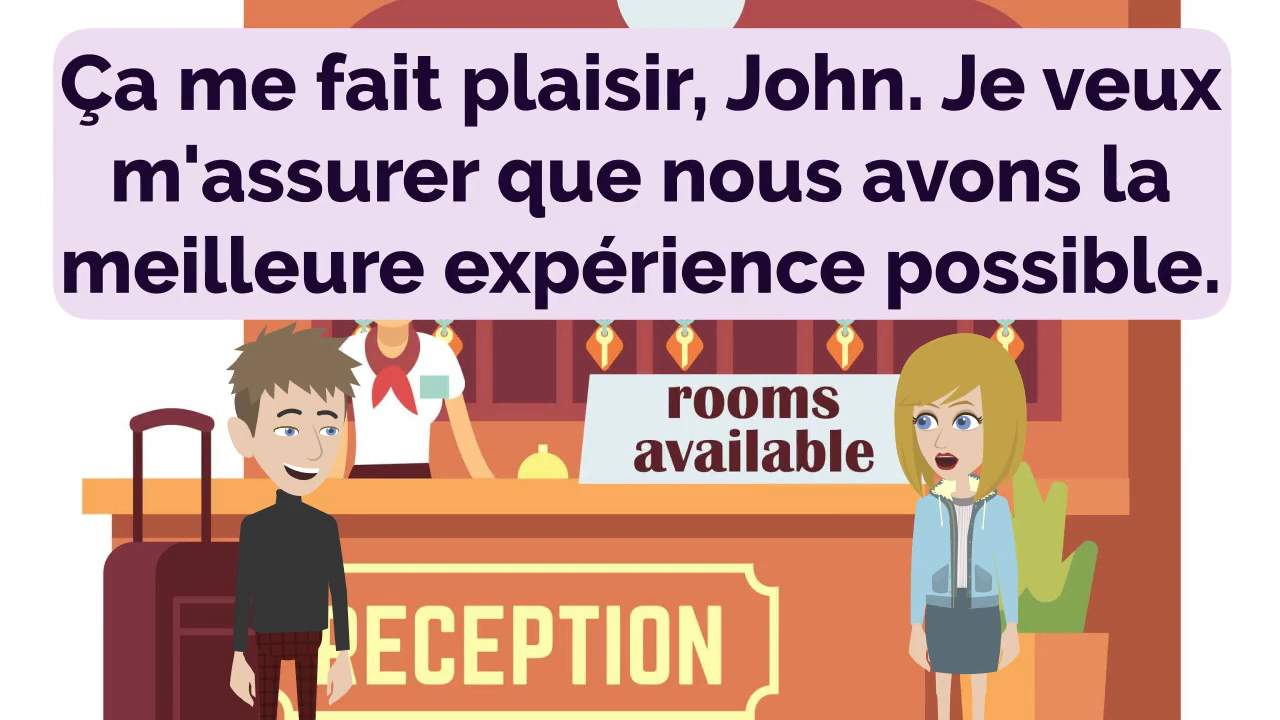 Ça me fait plaisir, John. Je veux
m'assurer que nous avons la
meilleure expérience possible.
rooms
available
RECEPTION